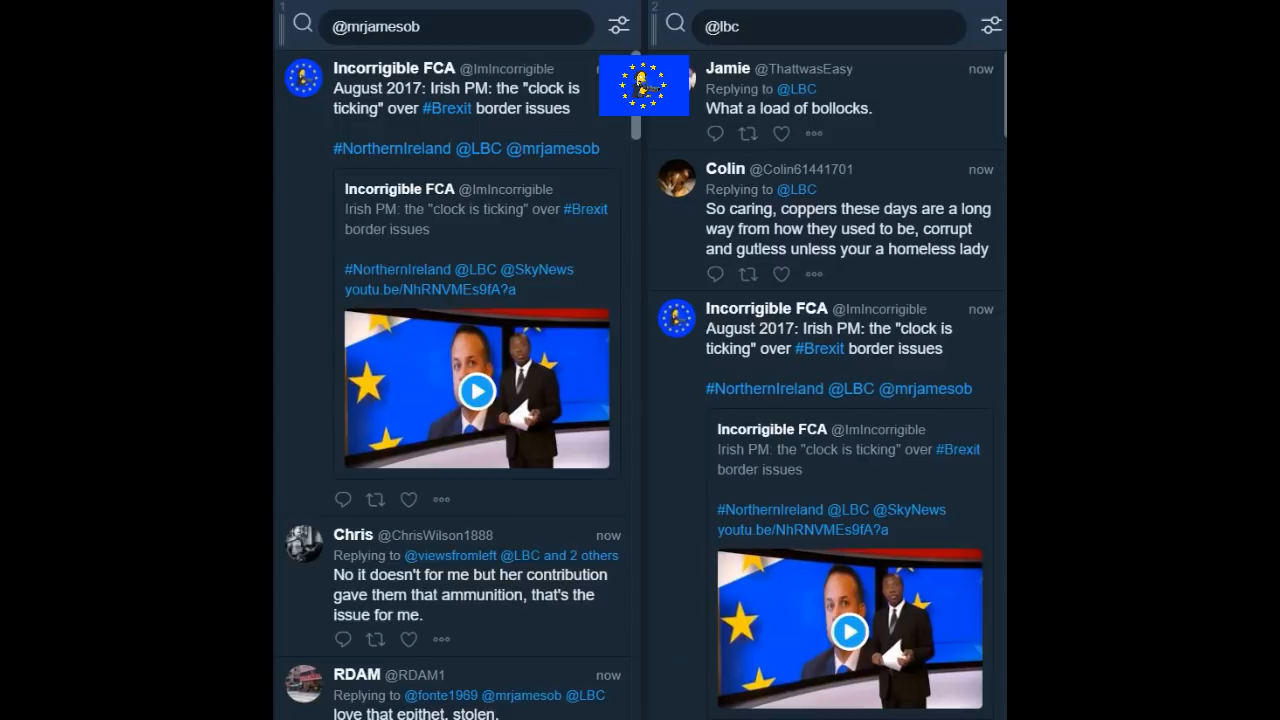 1
@mrjamesob
Incorrigible FCA @ImIncorrigible
August 2017: Irish PM: the "clock is
ticking" over #Brexit border issues
#NorthernIreland @LBC @mrjamesob
Incorrigible FCA @ImIncorrigible
Irish PM: the "clock is ticking" over #Brexit
border issues
#NorthernIreland @LBC @SkyNews
youtu.be/NhRNVMEs9fA?a
Chris @ChrisWilson1888 now
Replying to @viewsfromleft @LBC and 2 others
No it doesn't for me but her contribution
gave them that ammunition, that's the
issue for me.
RDAM @RDAM1 now
Replying to @fonte1969 @mrjamesob @LBC
love that epithet, stolen.
2
@lbc
Jamie @ThattwasEasy now
Replying to @LBC
What a load of bollocks.
Colin @Colin61441701 now
Replying to @LBC
So caring, coppers these days are a long
way from how they used to be, corrupt
and gutless unless your a homeless lady
Incorrigible FCA @ImIncorrigible now
August 2017: Irish PM: the "clock is
ticking" over #Brexit border issues
#NorthernIreland @LBC @mrjamesob
Incorrigible FCA @ImIncorrigible
Irish PM: the "clock is ticking" over #Brexit
border issues
#NorthernIreland @LBC @SkyNews
youtu.be/NhRNVMEs9fA?a